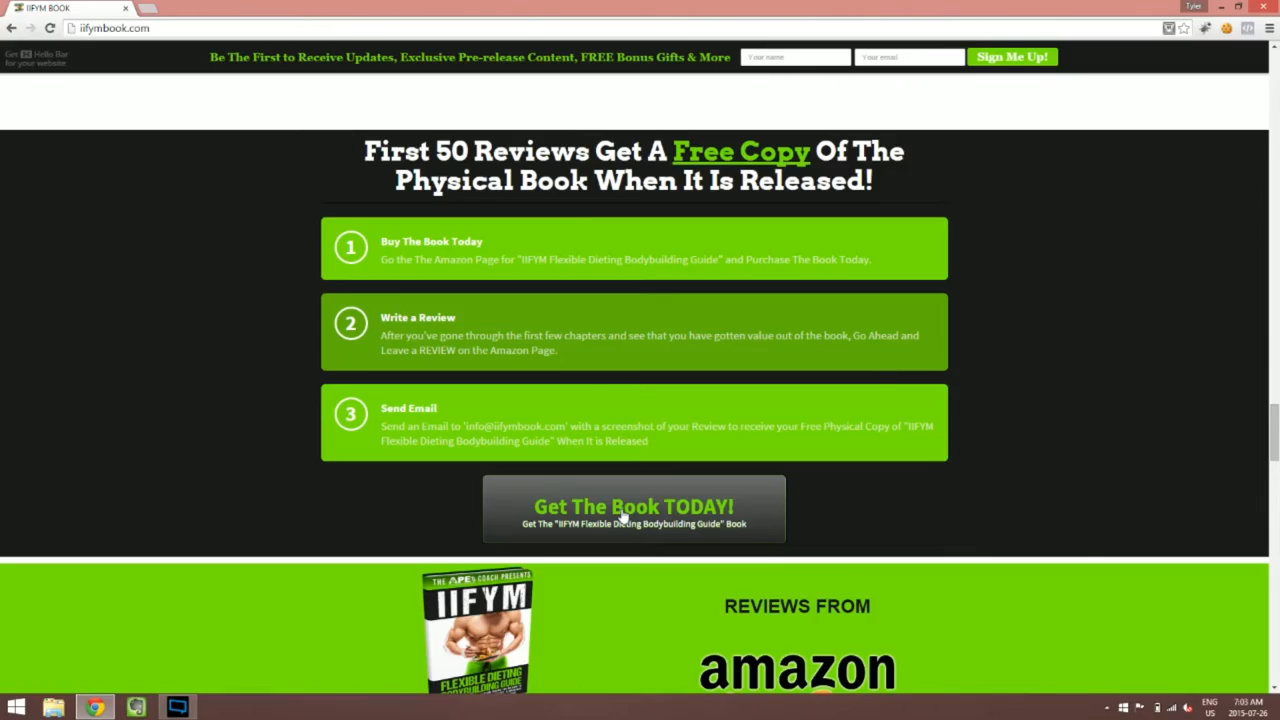 IIFYM BOOK
Tyler
iifymbook.com
Get Hello Bar
for your website
Be The First to Receive Updates, Exclusive Pre-release Content, FREE Bonus Gifts & More
Your name
Your email
Sign Me Up!
First 50 Reviews Get A Free Copy Of The
Physical Book When It Is Released!
1
Buy The Book Today
Go the The Amazon Page for "IIFYM Flexible Dieting Bodybuilding Guide" and Purchase The Book Today.
2
Write a Review
After you've gone through the first few chapters and see that you have gotten value out of the book, Go Ahead and
Leave a REVIEW on the Amazon Page.
3
Send Email
Send an Email to 'info@iifymbook.com' with a screenshot of your Review to receive your Free Physical Copy of "IIFYM
Flexible Dieting Bodybuilding Guide" When It is Released
Get The Book TODAY!
Get The "IIFYM Flexible Dieting Bodybuilding Guide" Book
THE APE COACH PRESENTS
IIFYM
FLEXIBLE DIETING
BODYBUILDING GUIDE
REVIEWS FROM
amazon
ENG
US
7:03 AM
2015-07-26